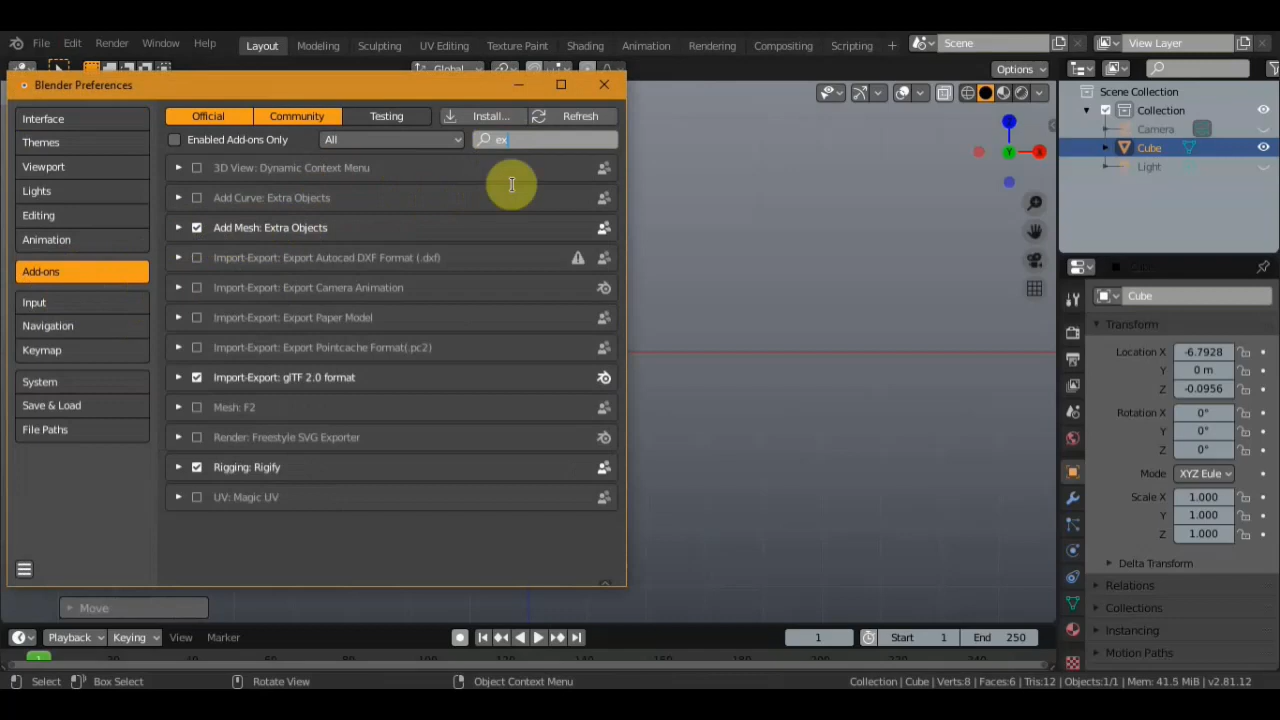 File Edit Render Window Help Layout Modeling Sculpting UV Editing Texture Paint Shading Animation Rendering Compositing Scripting + Scene View Layer
Global Options
Blender Preferences
Interface
Themes
Viewport
Lights
Editing
Animation
Add-ons
Input
Navigation
Keymap
System
Save & Load
File Paths
Official Community Testing Install... Refresh
Enabled Add-ons Only All ex
3D View: Dynamic Context Menu
Add Curve: Extra Objects
Add Mesh: Extra Objects
Import-Export: Export Autocad DXF Format (.dxf)
Import-Export: Export Camera Animation
Import-Export: Export Paper Model
Import-Export: Export Pointcache Format(.pc2)
Import-Export: glTF 2.0 format
Mesh: F2
Render: Freestyle SVG Exporter
Rigging: Rigify
UV: Magic UV
Move
Scene Collection
Collection
Camera
Cube
Light
Cube
Cube
Transform
Location X -6.7928
Y 0 m
Z -0.0956
Rotation X 0°
Y 0°
Z 0°
Mode XYZ Eule
Scale X 1.000
Y 1.000
Z 1.000
Delta Transform
Relations
Collections
Instancing
Motion Paths
Playback Keying View Marker 1 Start 1 End 250
1
Select Box Select Rotate View Object Context Menu Collection | Cube | Verts:8 | Faces:6 | Tris:12 | Objects:1/1 | Mem: 41.5 MiB | v2.81.12